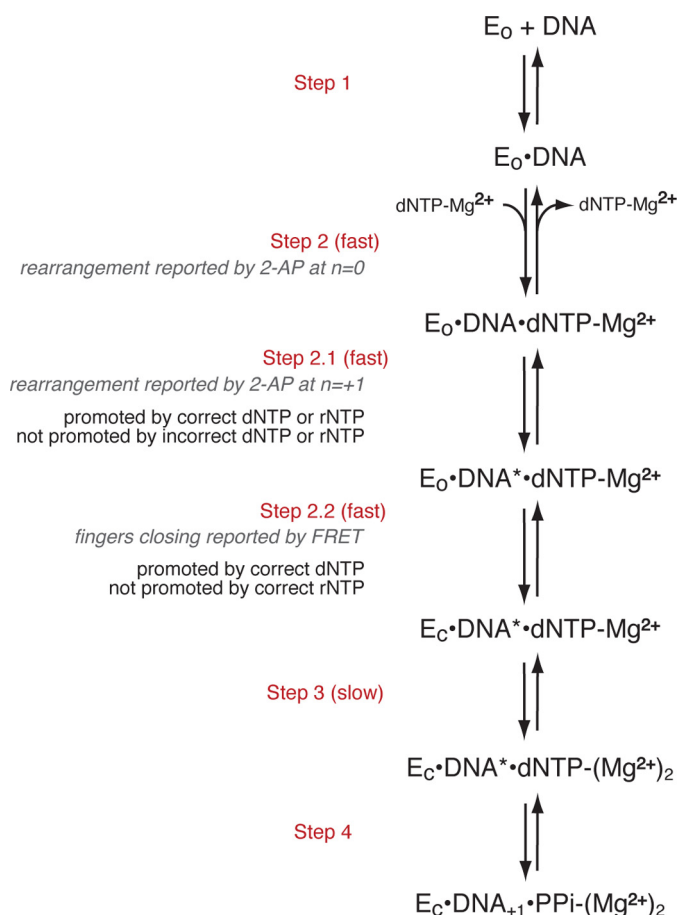 E₀ + DNA
Step 1
E₀•DNA
dNTP-Mg²⁺ dNTP-Mg²⁺
Step 2 (fast)
rearrangement reported by 2-AP at n=0
E₀•DNA•dNTP-Mg²⁺
Step 2.1 (fast)
rearrangement reported by 2-AP at n=+1
promoted by correct dNTP or rNTP
not promoted by incorrect dNTP or rNTP
E₀•DNA*•dNTP-Mg²⁺
Step 2.2 (fast)
fingers closing reported by FRET
promoted by correct dNTP
not promoted by correct rNTP
E𝒸•DNA*•dNTP-Mg²⁺
Step 3 (slow)
E𝒸•DNA*•dNTP-(Mg²⁺)₂
Step 4
E𝒸•DNA₊₁•PPi-(Mg²⁺)₂